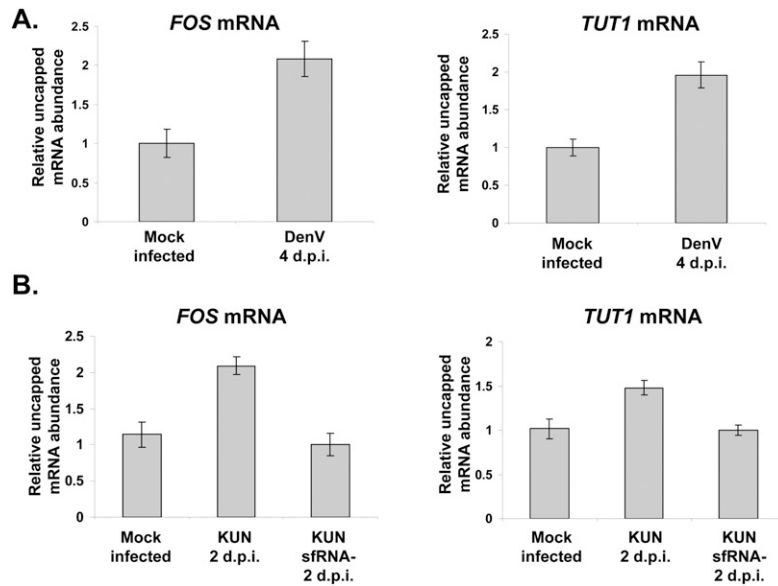 A.
FOS mRNA
Relative uncapped
mRNA abundance
2.5
2
1.5
1
0.5
0
Mock
infected
DenV
4 d.p.i.
TUT1 mRNA
Relative uncapped
mRNA abundance
2.5
2
1.5
1
0.5
0
Mock
infected
DenV
4 d.p.i.
B.
FOS mRNA
Relative uncapped
mRNA abundance
2.5
2
1.5
1
0.5
0
Mock
infected
KUN
2 d.p.i.
KUN
sfRNA-
2 d.p.i.
TUT1 mRNA
Relative uncapped
mRNA abundance
2
1.5
1
0.5
0
Mock
infected
KUN
2 d.p.i.
KUN
sfRNA-
2 d.p.i.